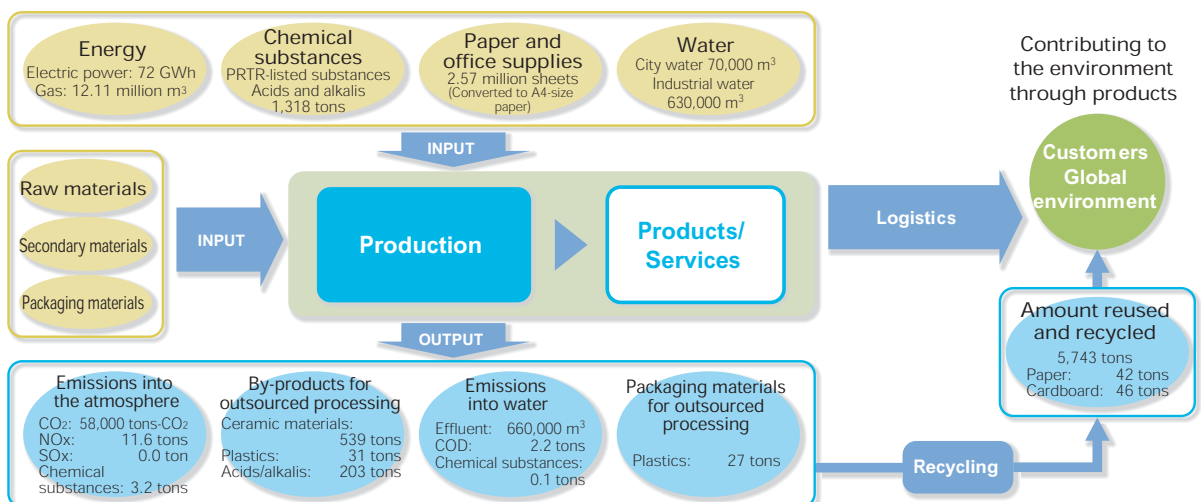 Energy
Electric power: 72 GWh
Gas: 12.11 million m³
Chemical
substances
PRTR-listed substances
Acids and alkalis
1,318 tons
Paper and
office supplies
2.57 million sheets
(Converted to A4-size
paper)
Water
City water 70,000 m³
Industrial water
630,000 m³
Contributing to
the environment
through products
INPUT
Raw materials
Secondary materials
Packaging materials
INPUT
Production
Products/
Services
Logistics
Customers
Global
environment
OUTPUT
Emissions into
the atmosphere
CO₂: 58,000 tons-CO₂
NOx: 11.6 tons
SOx: 0.0 ton
Chemical
substances: 3.2 tons
By-products for
outsourced processing
Ceramic materials:
539 tons
Plastics: 31 tons
Acids/alkalis: 203 tons
Emissions
into water
Effluent: 660,000 m³
COD: 2.2 tons
Chemical substances:
0.1 tons
Packaging materials
for outsourced
processing
Plastics: 27 tons
Recycling
Amount reused
and recycled
5,743 tons
Paper: 42 tons
Cardboard: 46 tons